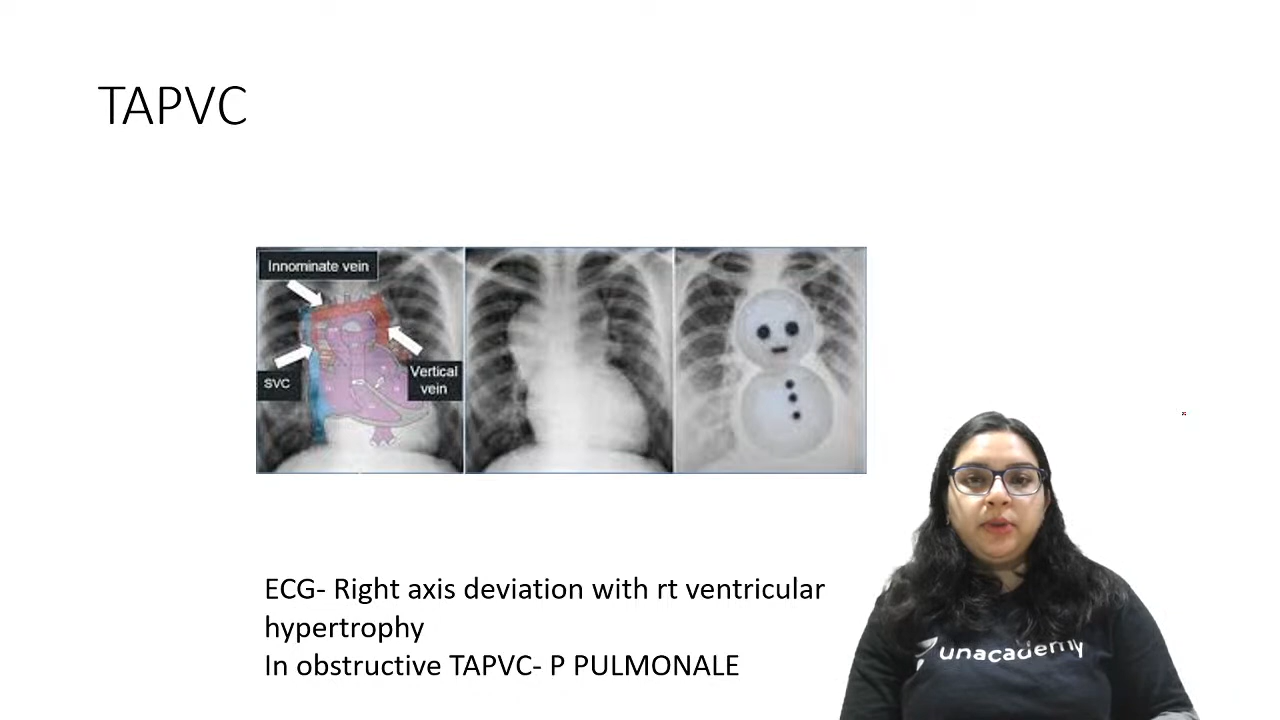 TAPVC
Innominate vein
SVC
Vertical
vein
ECG- Right axis deviation with rt ventricular
hypertrophy
In obstructive TAPVC- P PULMONALE
unacademy